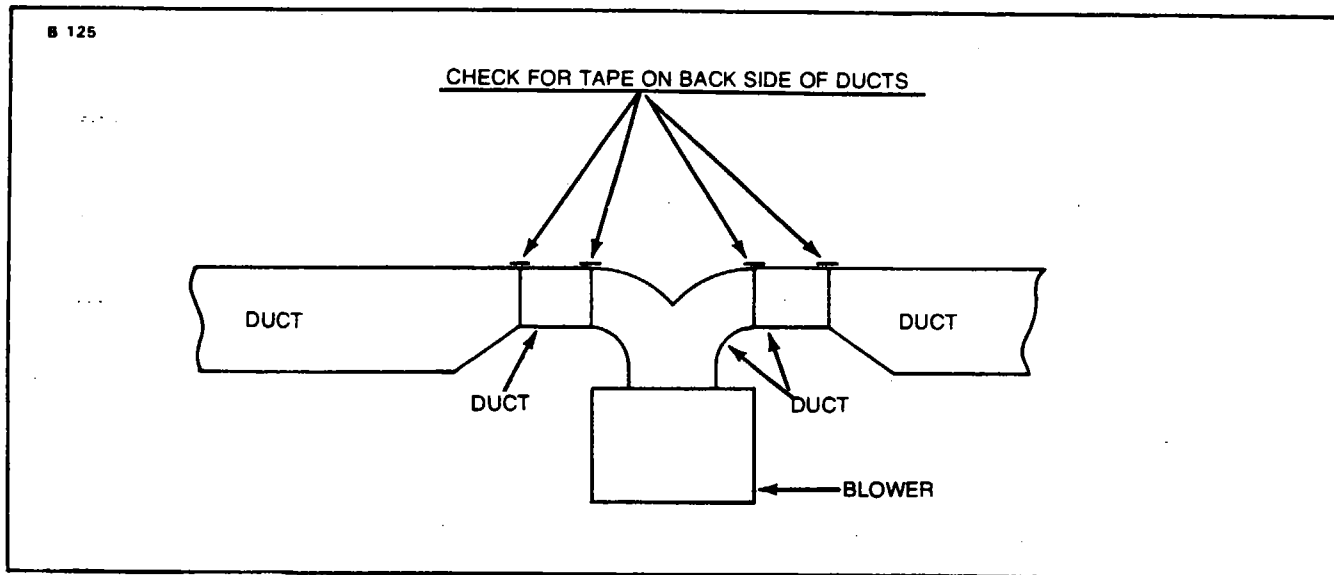 B 125
CHECK FOR TAPE ON BACK SIDE OF DUCTS
DUCT
DUCT
DUCT
DUCT
BLOWER